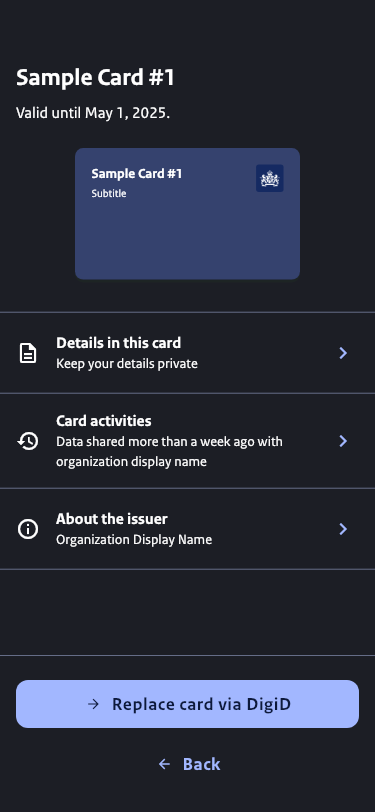 Sample Card #1
Valid until May 1, 2025.
Sample Card #1
Subtitle
Details in this card
Keep your details private
Card activities
Data shared more than a week ago with
organization display name
About the issuer
Organization Display Name
Replace card via DigiD
Back